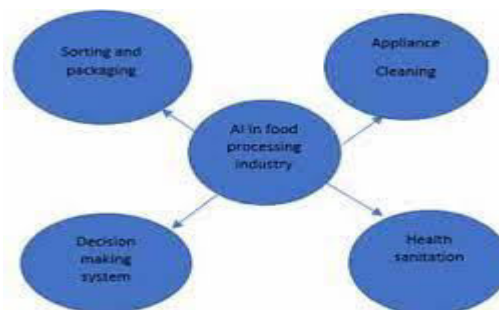 Sorting and
packaging
Appliance
Cleaning
AI in food
processing
industry
Decision
making
system
Health
sanitation